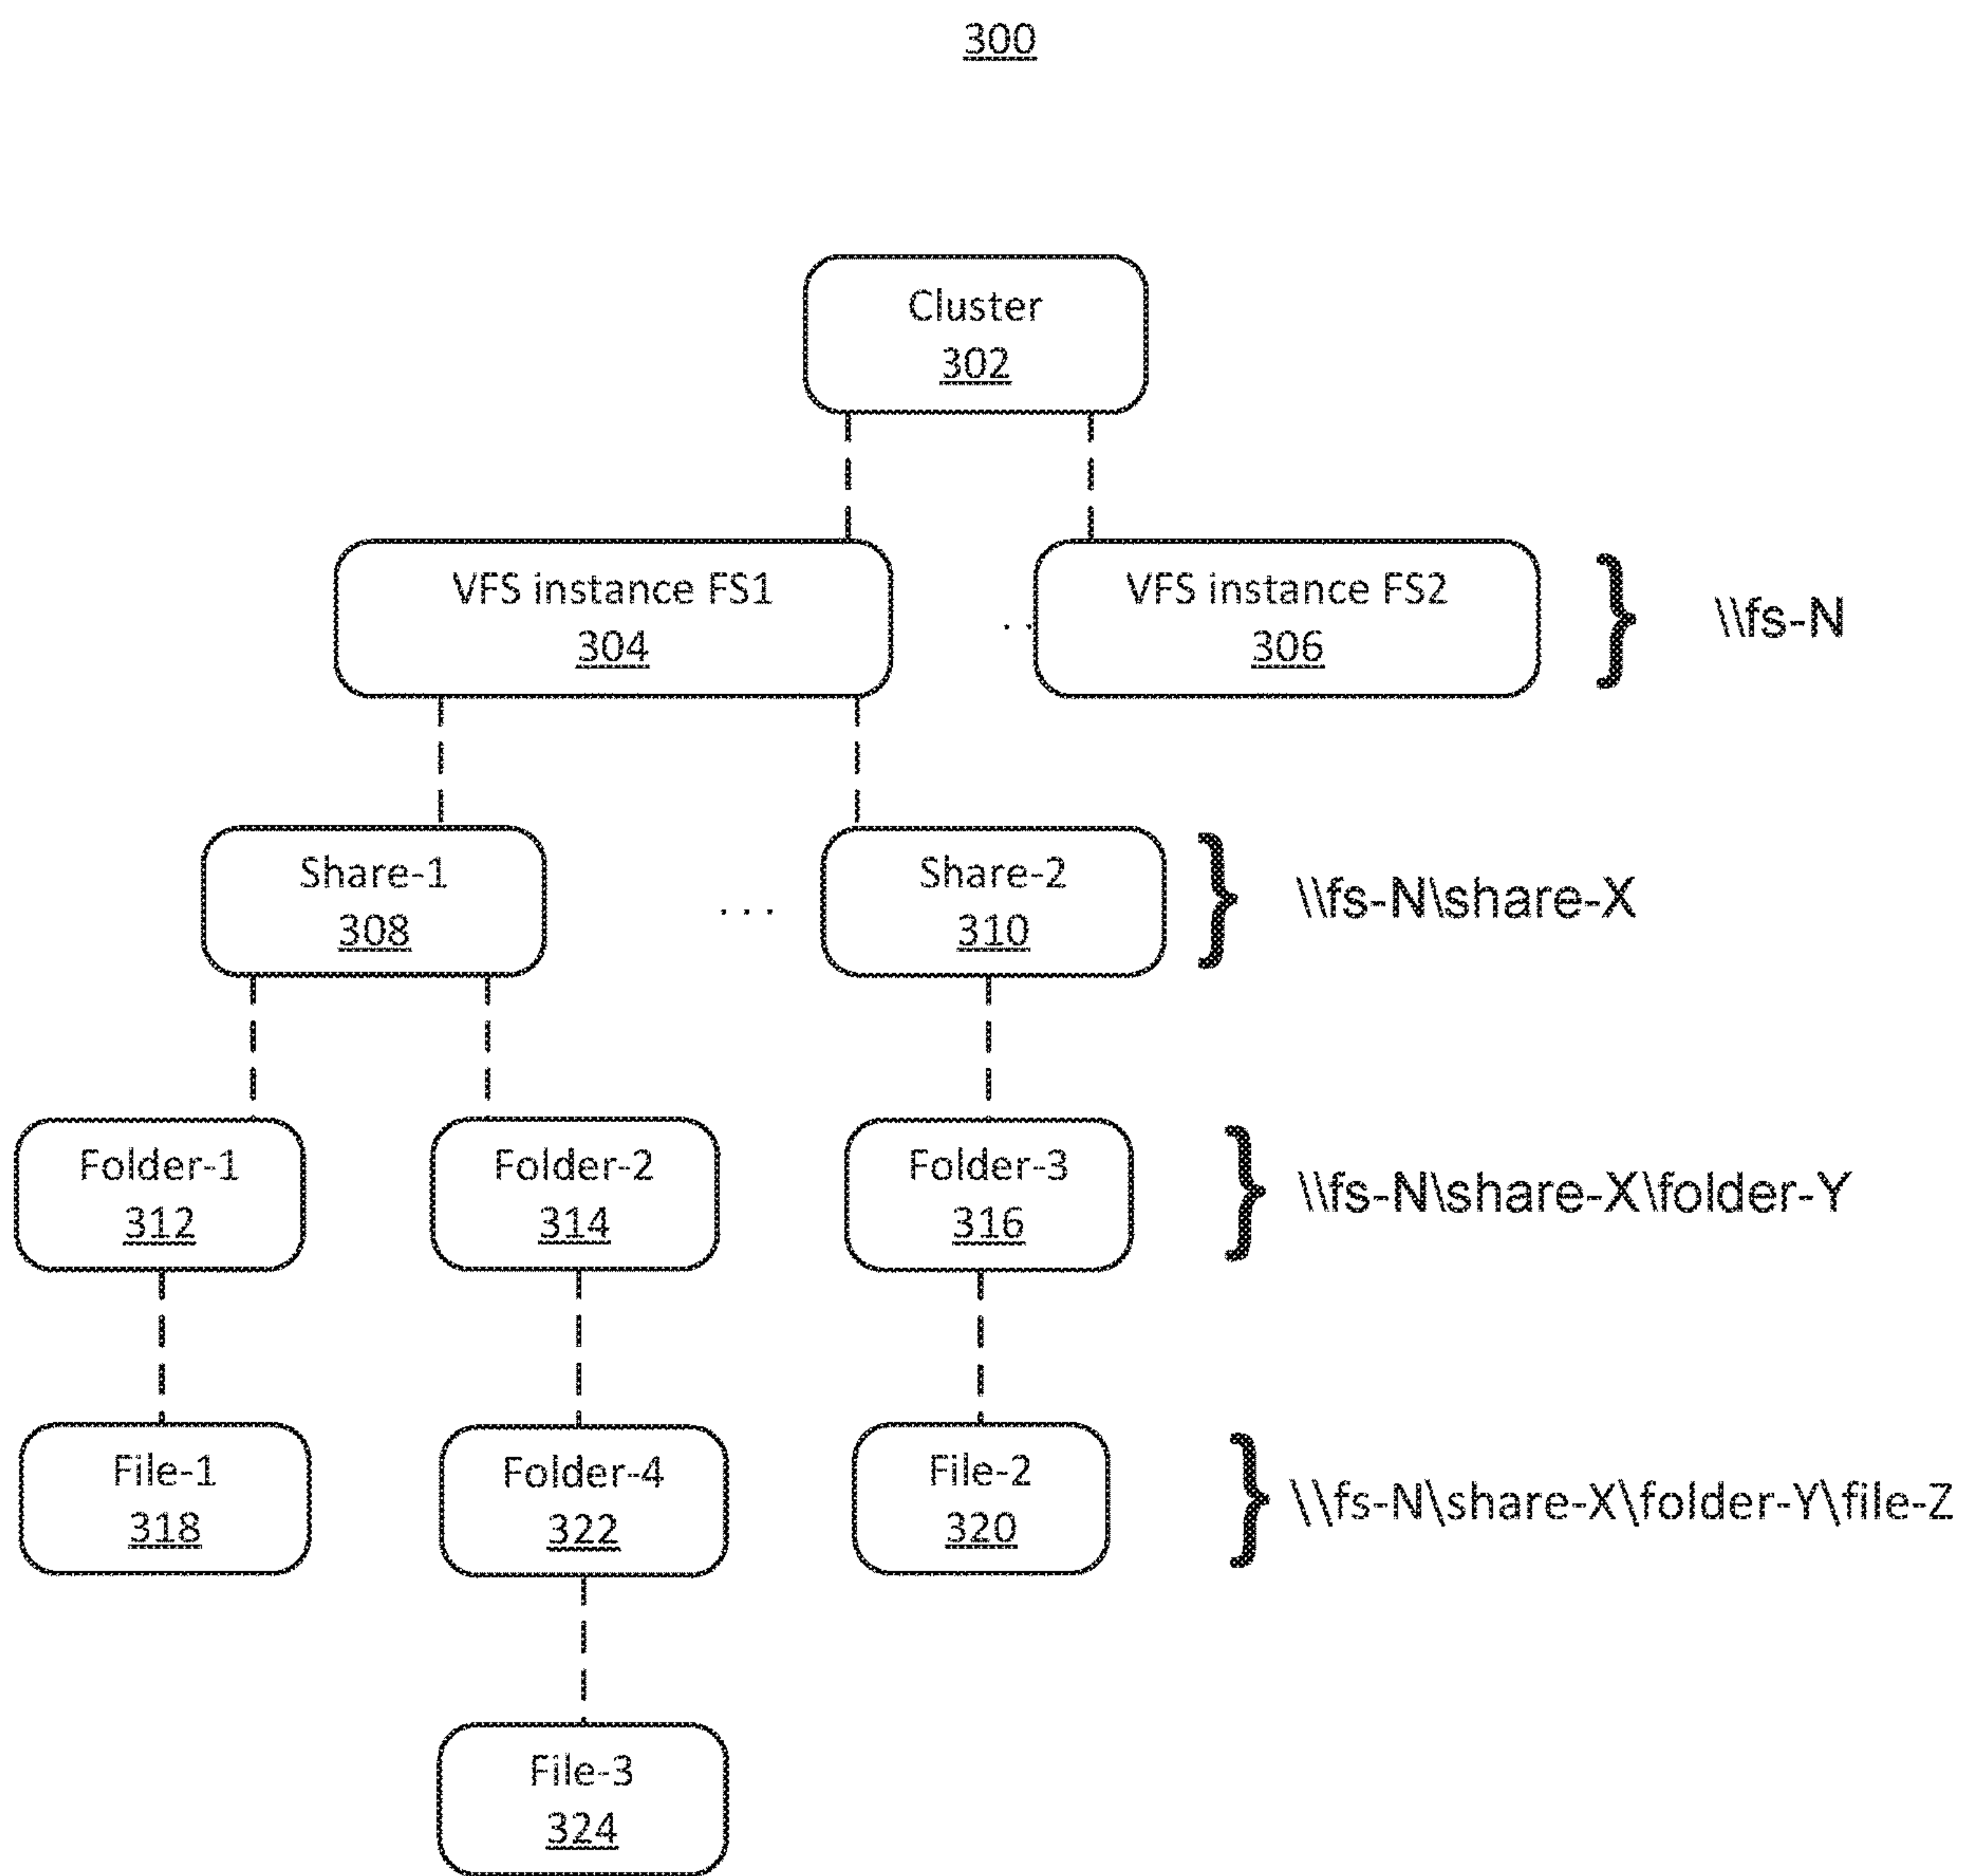 300
Cluster
302
VFS instance FS1
304
. .
VFS instance FS2
306
\\fs-N
Share-1
308
...
Share-2
310
\\fs-N\share-X
Folder-1
312
Folder-2
314
Folder-3
316
\\fs-N\share-X\folder-Y
File-1
318
Folder-4
322
File-2
320
\\fs-N\share-X\folder-Y\file-Z
File-3
324